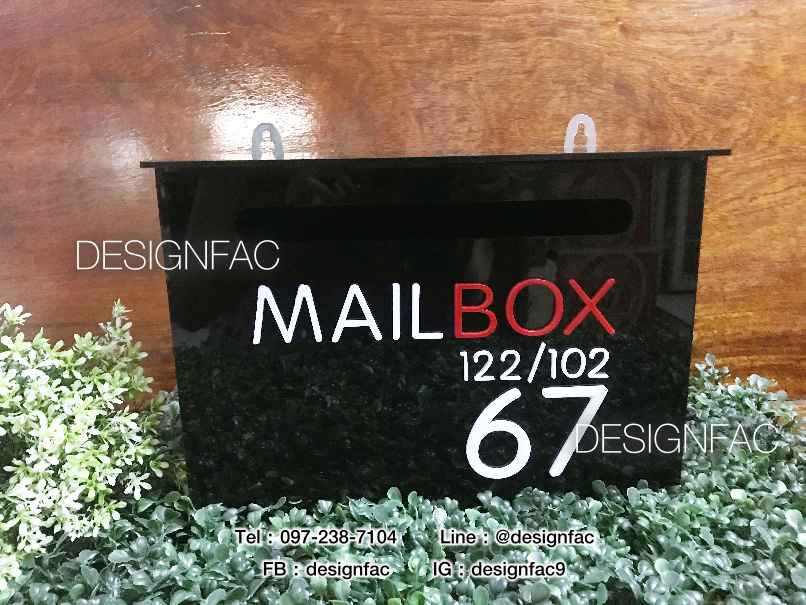 DESIGNFAC
MAILBOX
122/102
67
DESIGNFAC
Tel : 097-238-7104 Line : @designfac
FB : designfac IG : designfac9